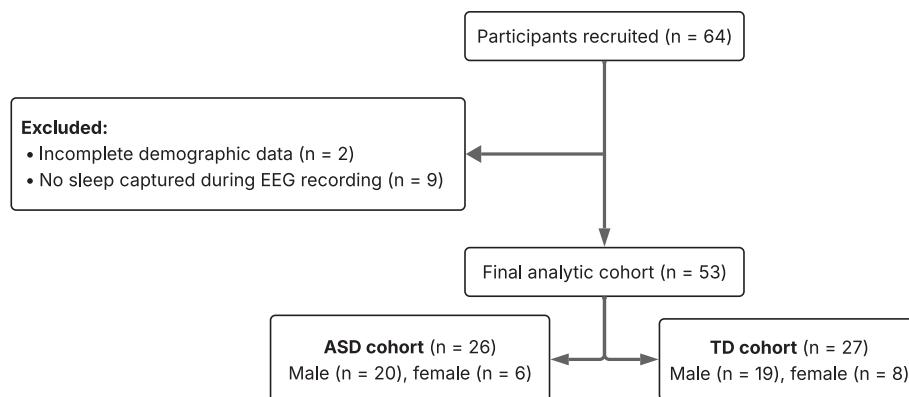 Participants recruited (n = 64)
Excluded:
• Incomplete demographic data (n = 2)
• No sleep captured during EEG recording (n = 9)
Final analytic cohort (n = 53)
ASD cohort (n = 26)
Male (n = 20), female (n = 6)
TD cohort (n = 27)
Male (n = 19), female (n = 8)